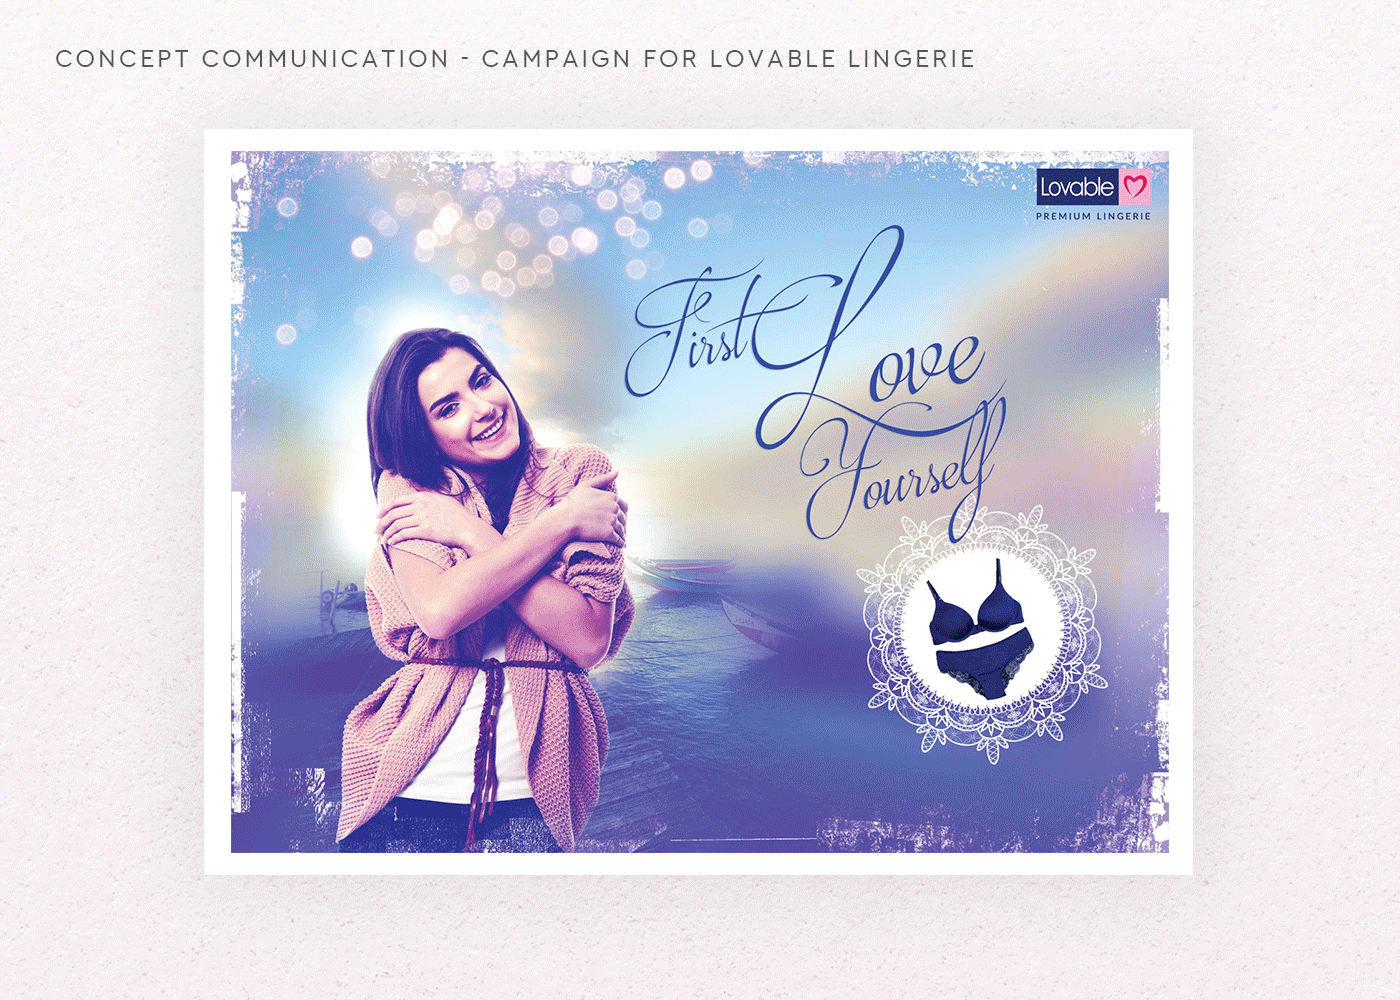 CONCEPT COMMUNICATION - CAMPAIGN FOR LOVABLE LINGERIE
Lovable
PREMIUM LINGERIE
First Love
Yourself